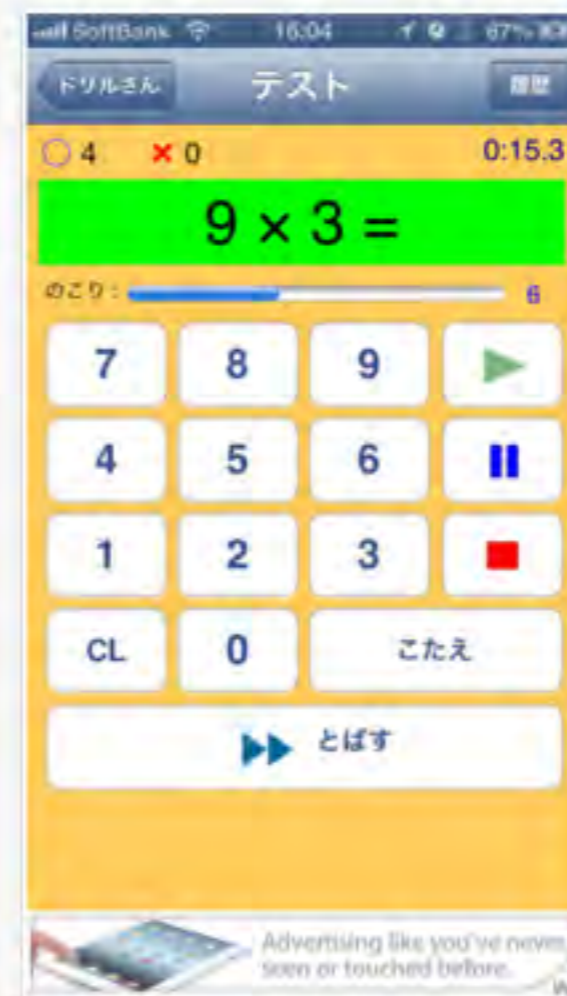 SoftBank 16:04 67%
ドリルさん テスト 履歴
4 × 0 0:15.3
9 × 3 =
のこり: 6
7 8 9
4 5 6
1 2 3
CL 0 こたえ
とばす
Advertising like you've never
seen or touched before.